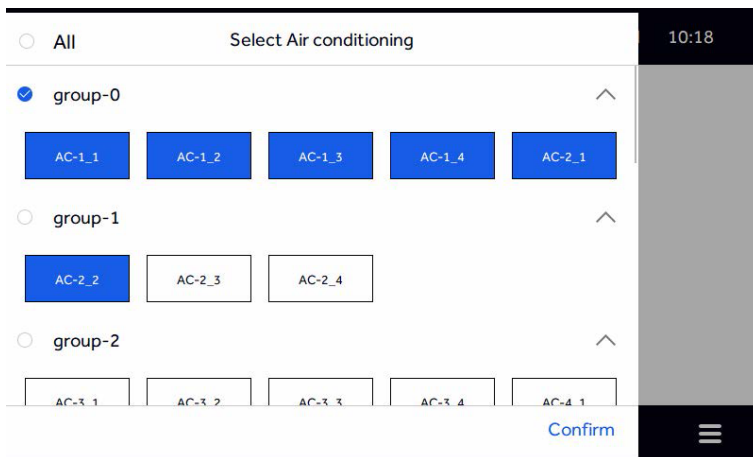 All Select Air conditioning 10:18
group-0
AC-1_1 AC-1_2 AC-1_3 AC-1_4 AC-2_1
group-1
AC-2_2 AC-2_3 AC-2_4
group-2
AC-3_1 AC-3_2 AC-3_3 AC-3_4 AC-4_1
Confirm